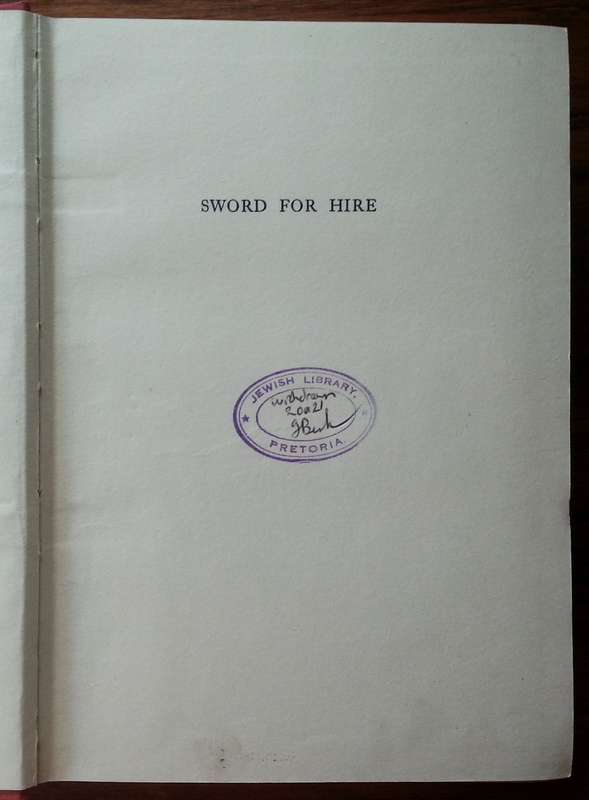 SWORD FOR HIRE
JEWISH LIBRARY.
withdrawn
PRETORIA.